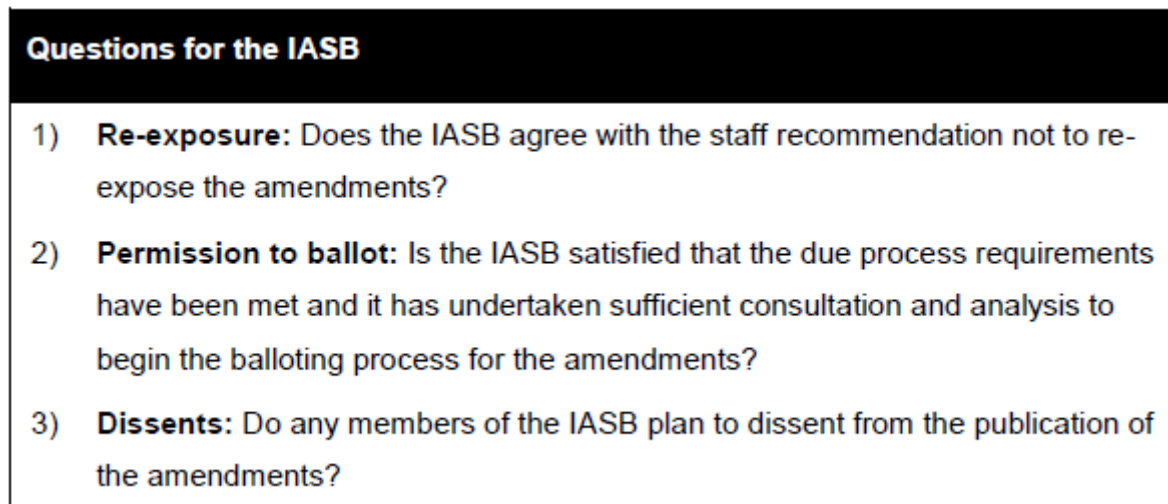 Questions for the IASB
1) Re-exposure: Does the IASB agree with the staff recommendation not to re-
expose the amendments?
2) Permission to ballot: Is the IASB satisfied that the due process requirements
have been met and it has undertaken sufficient consultation and analysis to
begin the balloting process for the amendments?
3) Dissents: Do any members of the IASB plan to dissent from the publication of
the amendments?